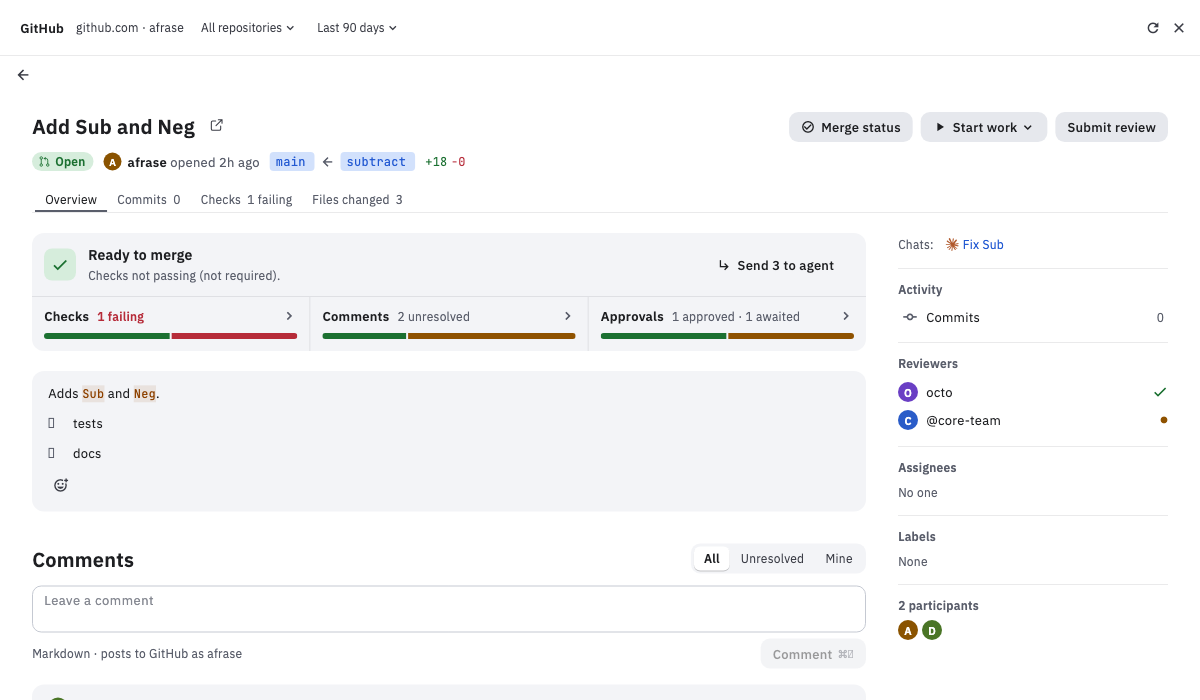 GitHub github.com · afrase All repositories Last 90 days
Add Sub and Neg
Merge status Start work Submit review
Open A afrase opened 2h ago main ← subtract +18 -0
Overview Commits 0 Checks 1 failing Files changed 3
Ready to merge
Checks not passing (not required).
Send 3 to agent
Checks 1 failing
Comments 2 unresolved
Approvals 1 approved · 1 awaited
Adds Sub and Neg.
tests
docs
Comments
All Unresolved Mine
Leave a comment
Markdown · posts to GitHub as afrase
Comment ⌘
Chats: Fix Sub
Activity
Commits 0
Reviewers
O octo
C @core-team
Assignees
No one
Labels
None
2 participants
A D